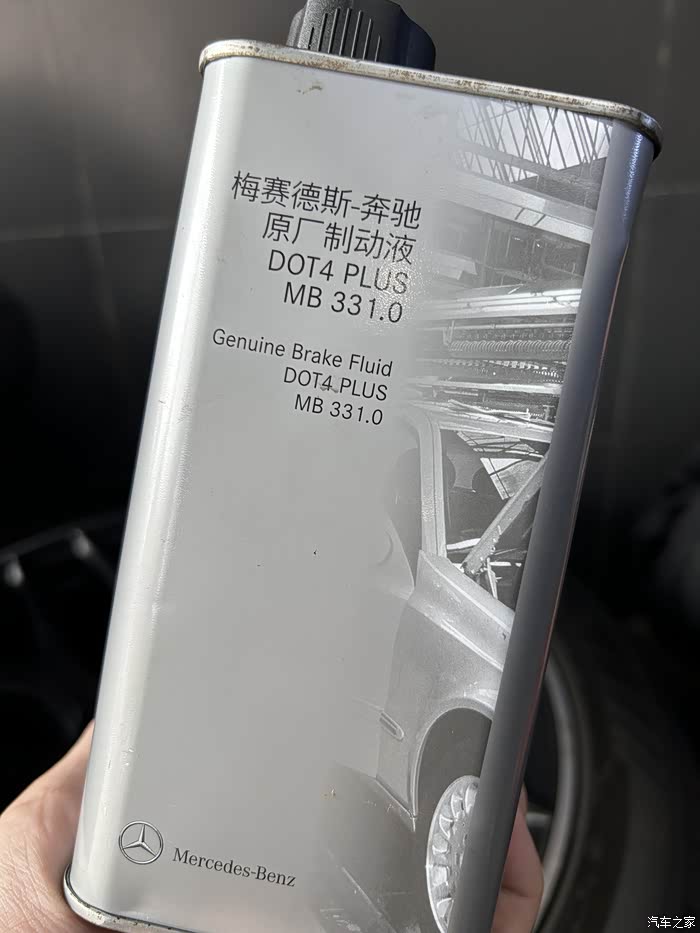 梅赛德斯-奔驰
原厂制动液
DOT4 PLUS
MB 331.0
Genuine Brake Fluid
DOT4 PLUS
MB 331.0
Mercedes-Benz
汽车之家